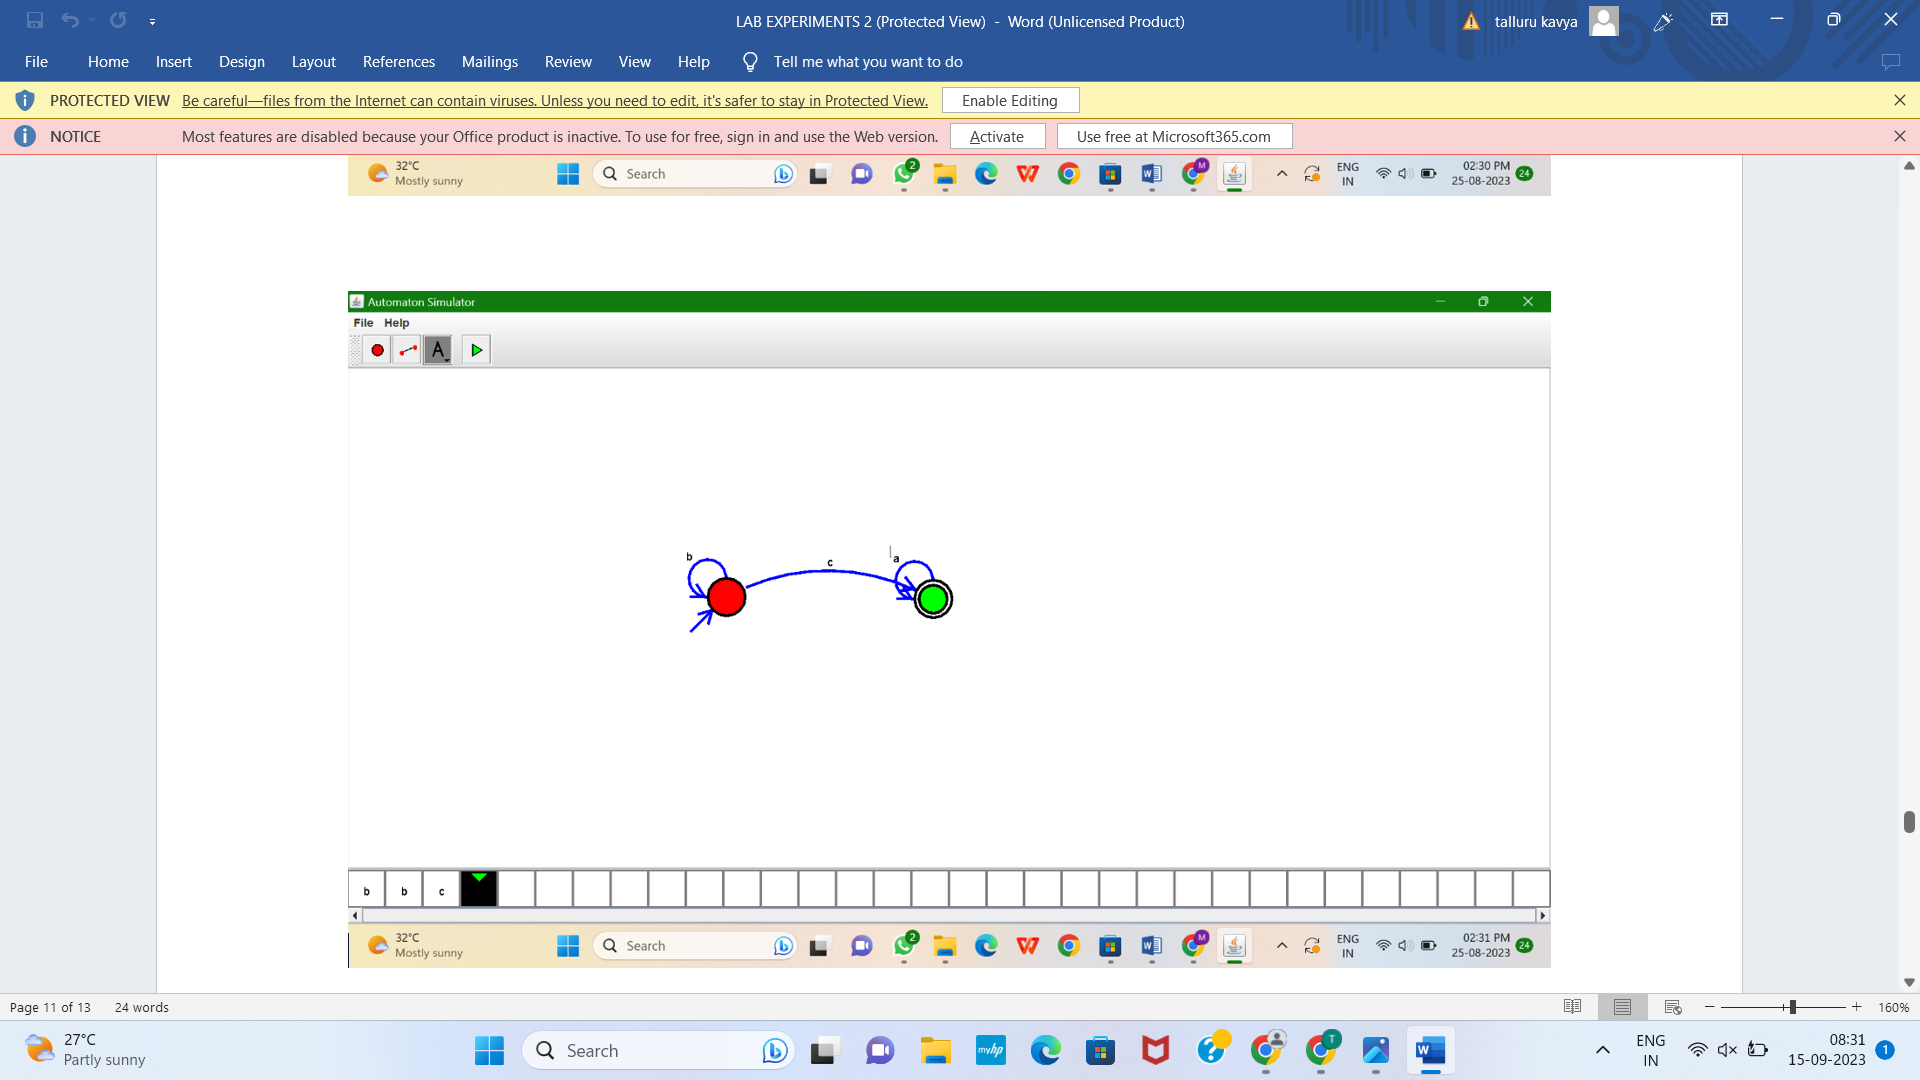 LAB EXPERIMENTS 2 (Protected View) - Word (Unlicensed Product)
talluru kavya
File Home Insert Design Layout References Mailings Review View Help Tell me what you want to do
PROTECTED VIEW Be careful—files from the Internet can contain viruses. Unless you need to edit, it's safer to stay in Protected View. Enable Editing
NOTICE Most features are disabled because your Office product is inactive. To use for free, sign in and use the Web version. Activate Use free at Microsoft365.com
32°C
Mostly sunny
Search
2
W
M
ENG
IN
02:30 PM
25-08-2023
24
Automaton Simulator
File Help
A
b
c
a
b b c
32°C
Mostly sunny
Search
2
W
M
ENG
IN
02:31 PM
25-08-2023
24
Page 11 of 13 24 words
160%
27°C
Partly sunny
Search
myhp
?
T
W
ENG
IN
08:31
15-09-2023
1